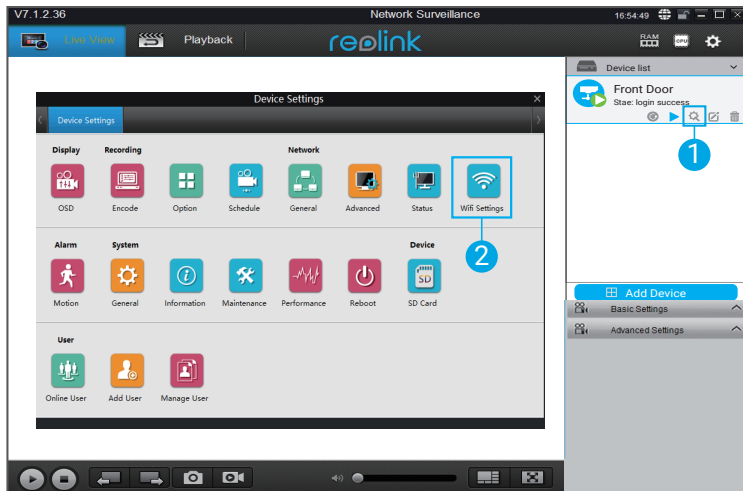 V7.1.2.36 Network Surveillance 16:54:49
Live View Playback reolink RAM CPU
Device list
Front Door
Stae: login success
1
Device Settings
Device Settings
Display Recording Network
OSD Encode Option Schedule General Advanced Status Wifi Settings
2
Alarm System Device
SD
Motion General Information Maintenance Performance Reboot SD Card
Add Device
Basic Settings
Advanced Settings
User
Online User Add User Manage User